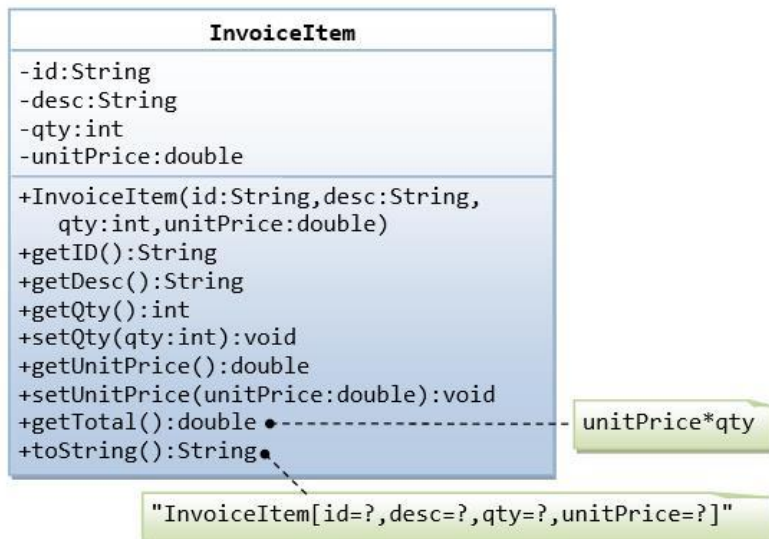 InvoiceItem
-id:String
-desc:String
-qty:int
-unitPrice:double
+InvoiceItem(id:String,desc:String,
qty:int,unitPrice:double)
+getID():String
+getDesc():String
+getQty():int
+setQty(qty:int):void
+getUnitPrice():double
+setUnitPrice(unitPrice:double):void
+getTotal():double
unitPrice*qty
+toString():String
"InvoiceItem[id=?,desc=?,qty=?,unitPrice=?]"